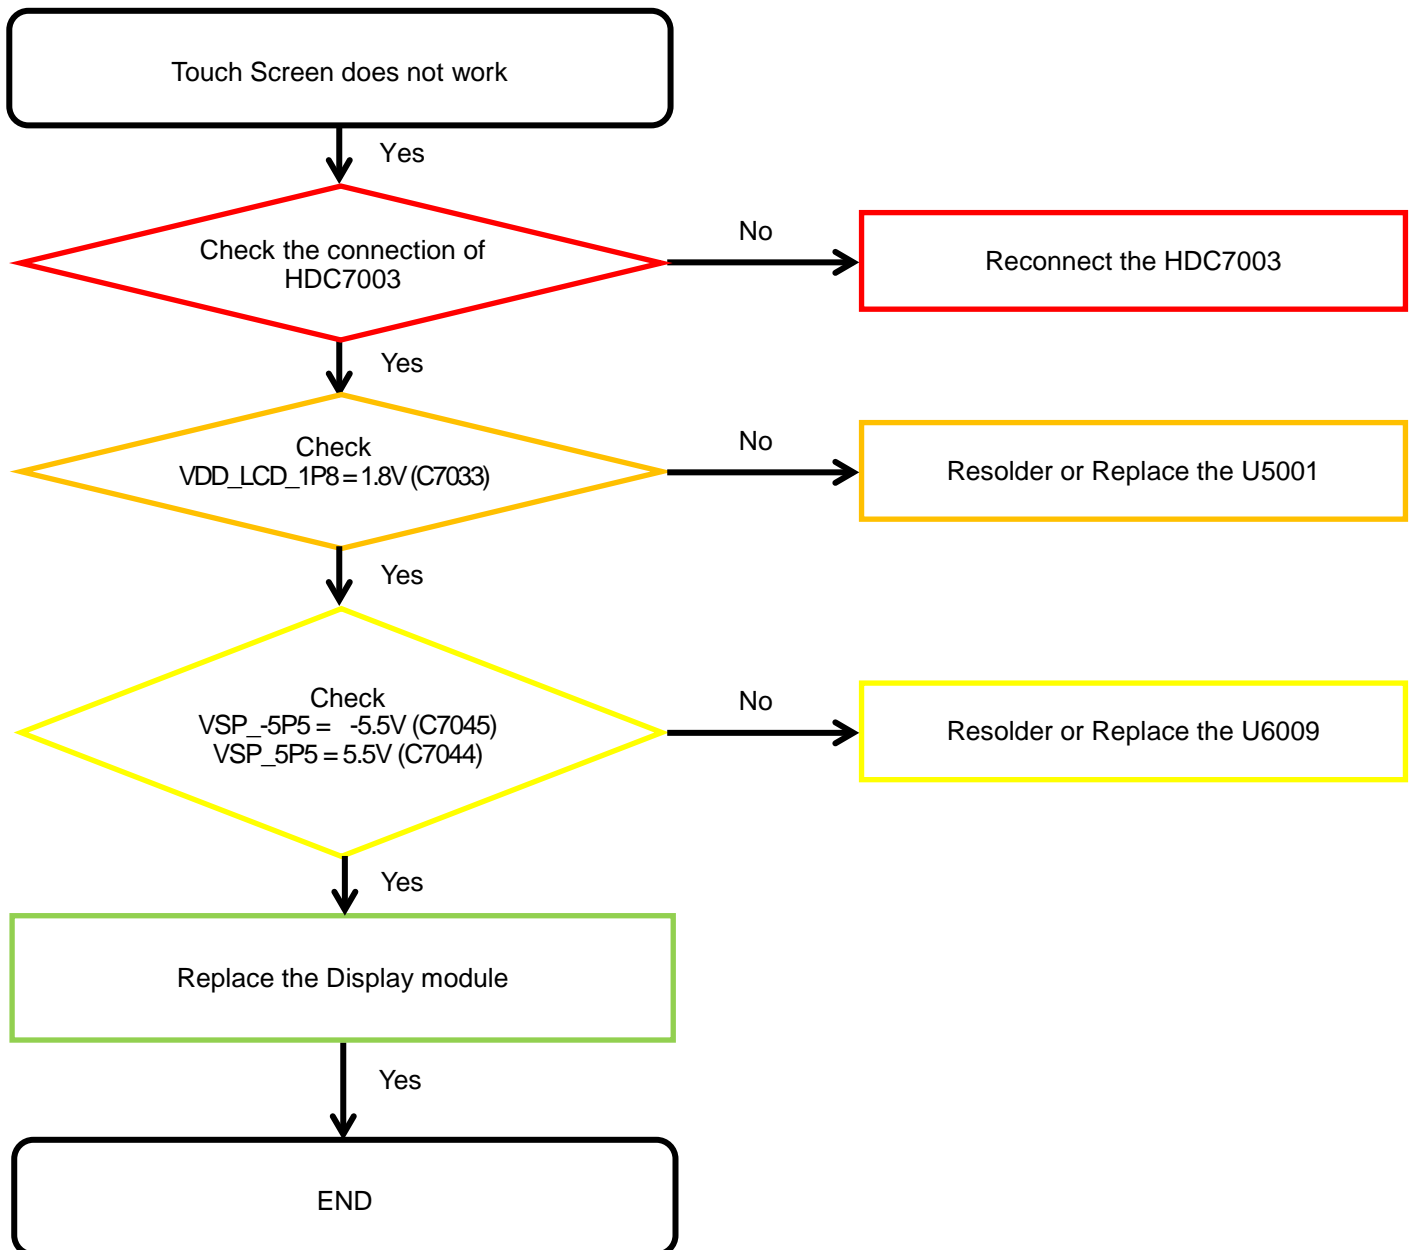 Touch Screen does not work
Yes
Check the connection of
HDC7003
No
Reconnect the HDC7003
Yes
Check
VDD_LCD_1P8 = 1.8V (C7033)
No
Resolder or Replace the U5001
Yes
Check
VSP_-5P5 = -5.5V (C7045)
VSP_5P5 = 5.5V (C7044)
No
Resolder or Replace the U6009
Yes
Replace the Display module
Yes
END